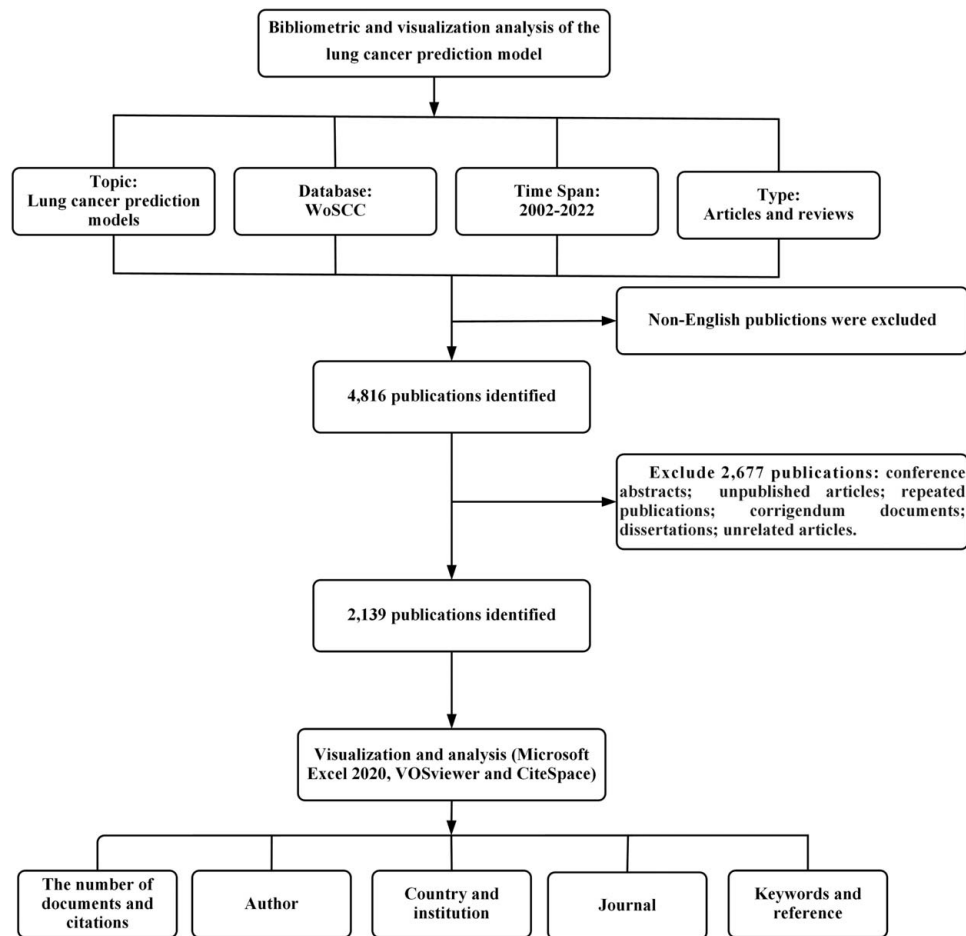 Bibliometric and visualization analysis of the
lung cancer prediction model
Topic:
Lung cancer prediction
models
Database:
WoSCC
Time Span:
2002-2022
Type:
Articles and reviews
Non-English publictions were excluded
4,816 publications identified
Exclude 2,677 publications: conference
abstracts; unpublished articles; repeated
publications; corrigendum documents;
dissertations; unrelated articles.
2,139 publications identified
Visualization and analysis (Microsoft
Excel 2020, VOSviewer and CiteSpace)
The number of
documents and
citations
Author
Country and
institution
Journal
Keywords and
reference